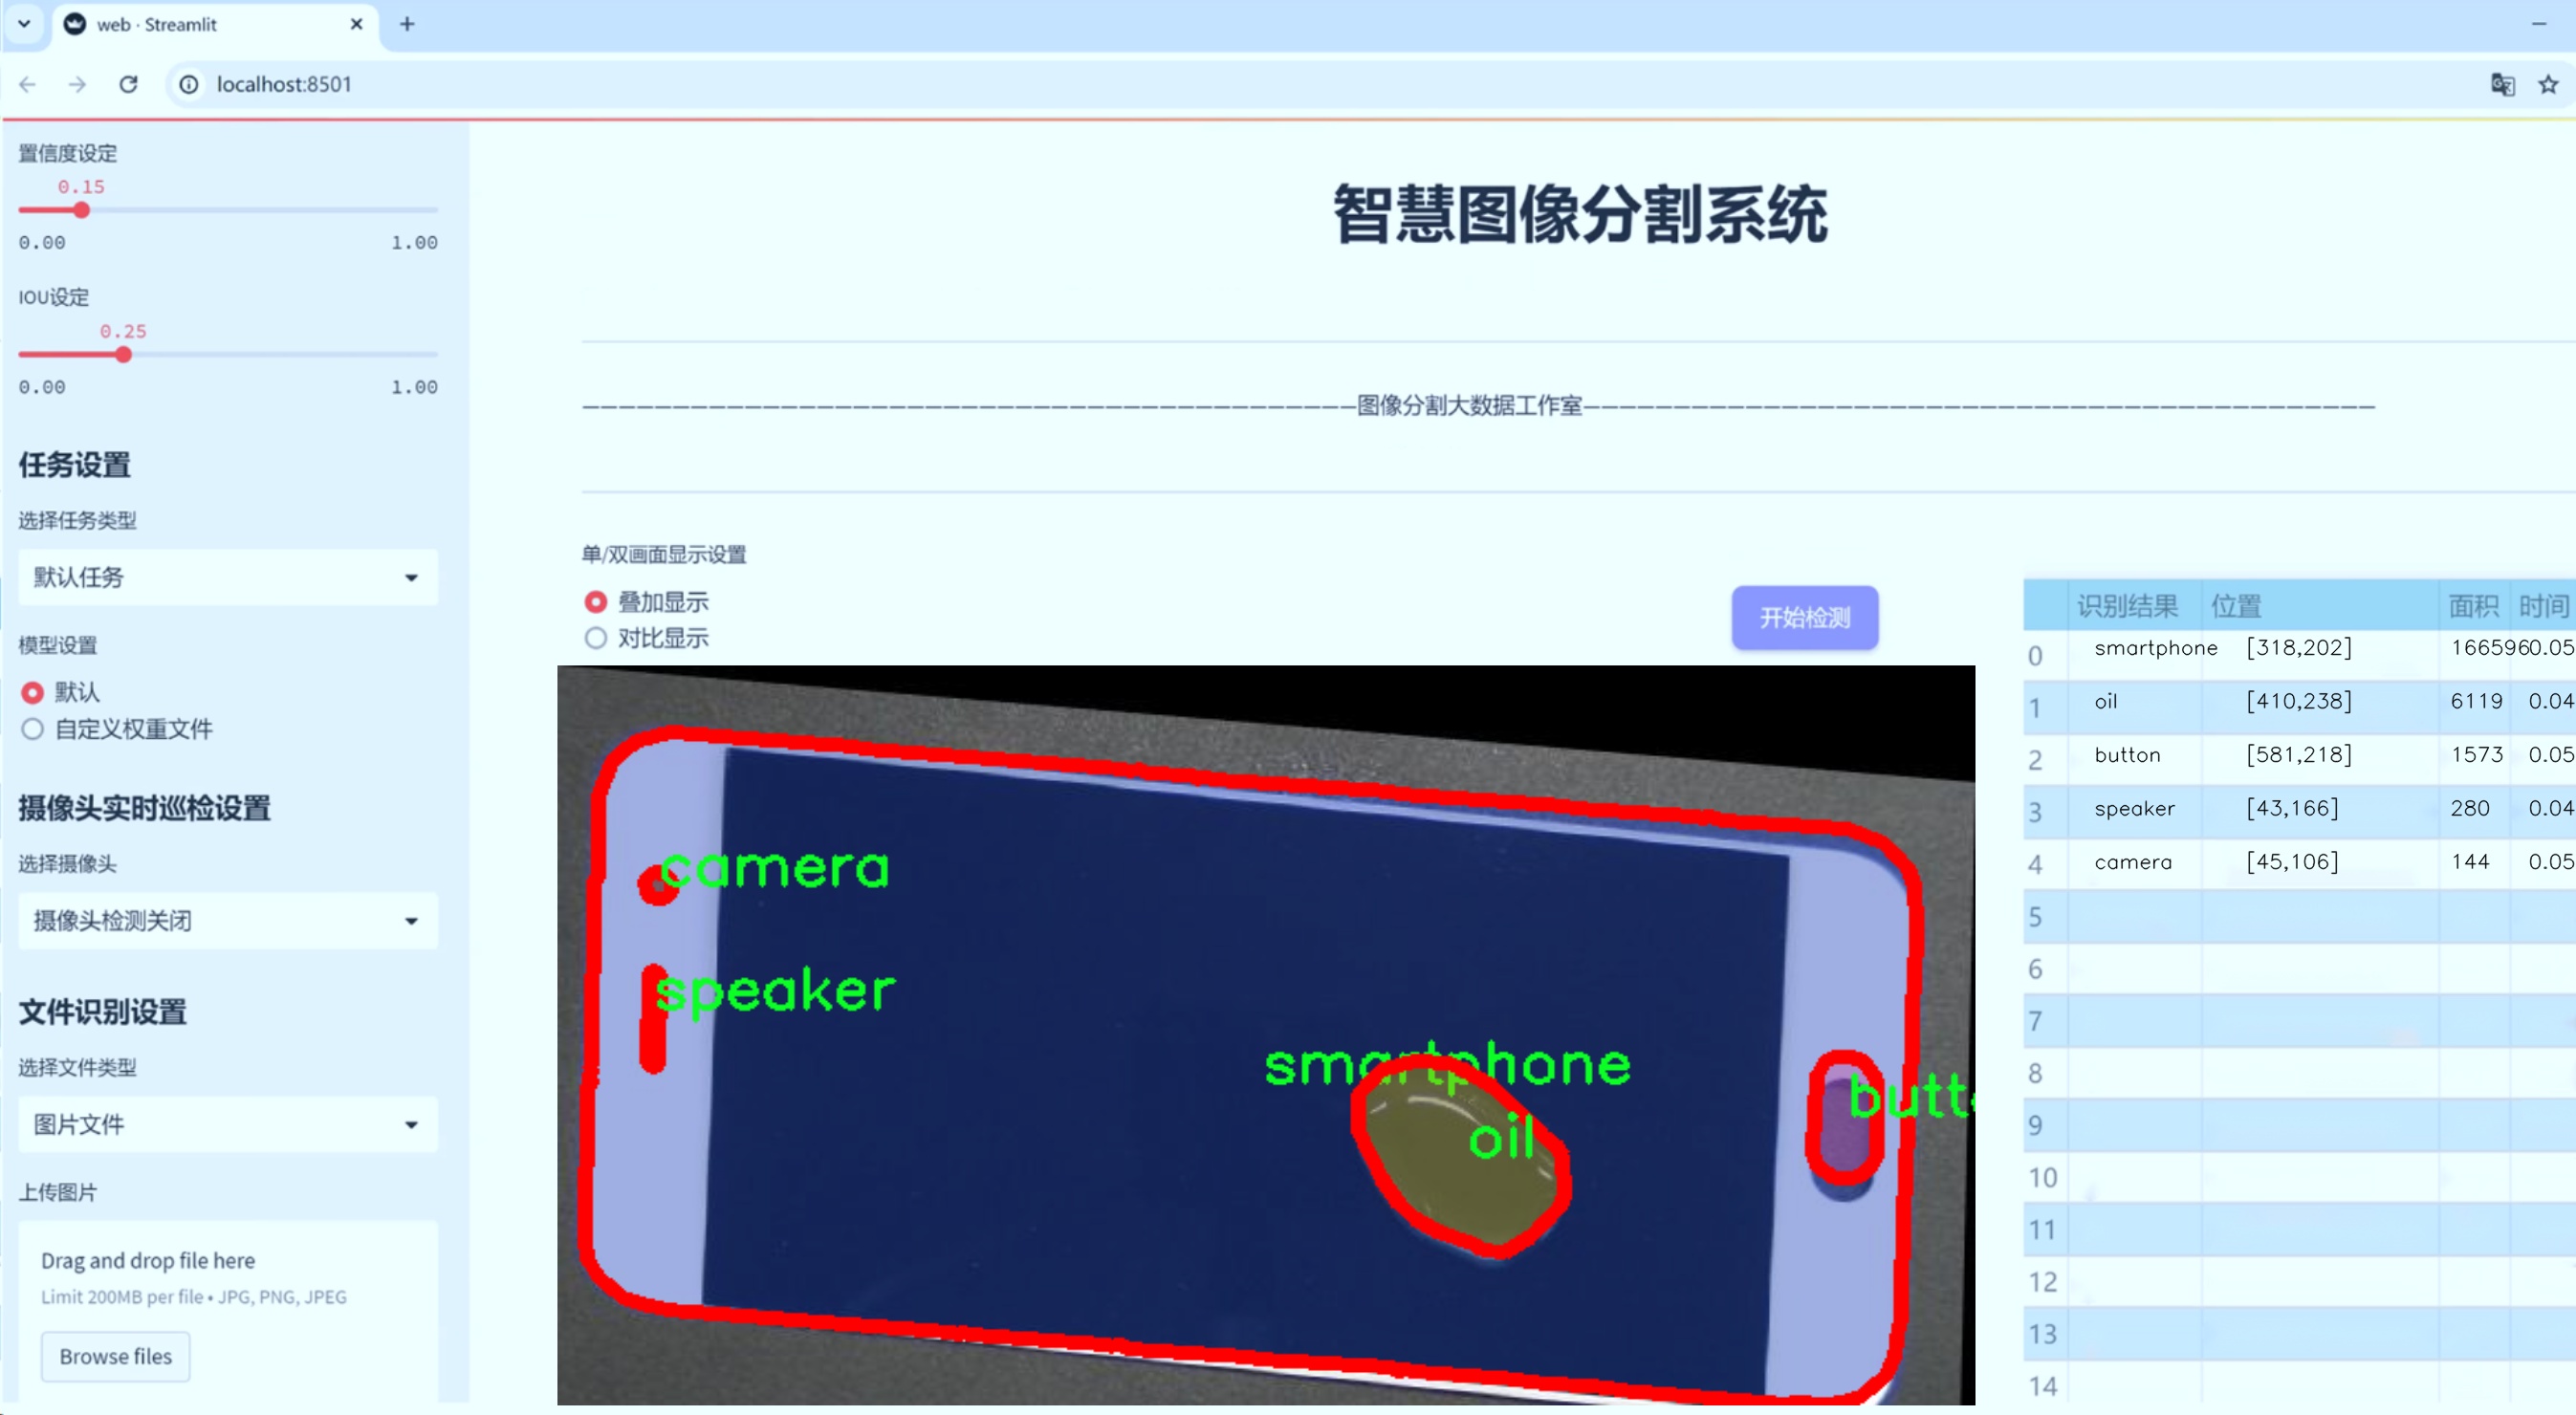 web · Streamlit
localhost:8501
置信度设定
0.15
0.00 1.00
IOU设定
0.25
0.00 1.00
任务设置
选择任务类型
默认任务
模型设置
默认
自定义权重文件
摄像头实时巡检设置
选择摄像头
摄像头检测关闭
文件识别设置
选择文件类型
图片文件
上传图片
Drag and drop file here
Limit 200MB per file • JPG, PNG, JPEG
Browse files
智慧图像分割系统
图像分割大数据工作室
单/双画面显示设置
叠加显示
对比显示
开始检测
camera
speaker
smartphone
oil
butt
识别结果 位置 面积 时间
0 smartphone [318,202] 1665960.05
1 oil [410,238] 6119 0.04
2 button [581,218] 1573 0.05
3 speaker [43,166] 280 0.04
4 camera [45,106] 144 0.05
5
6
7
8
9
10
11
12
13
14